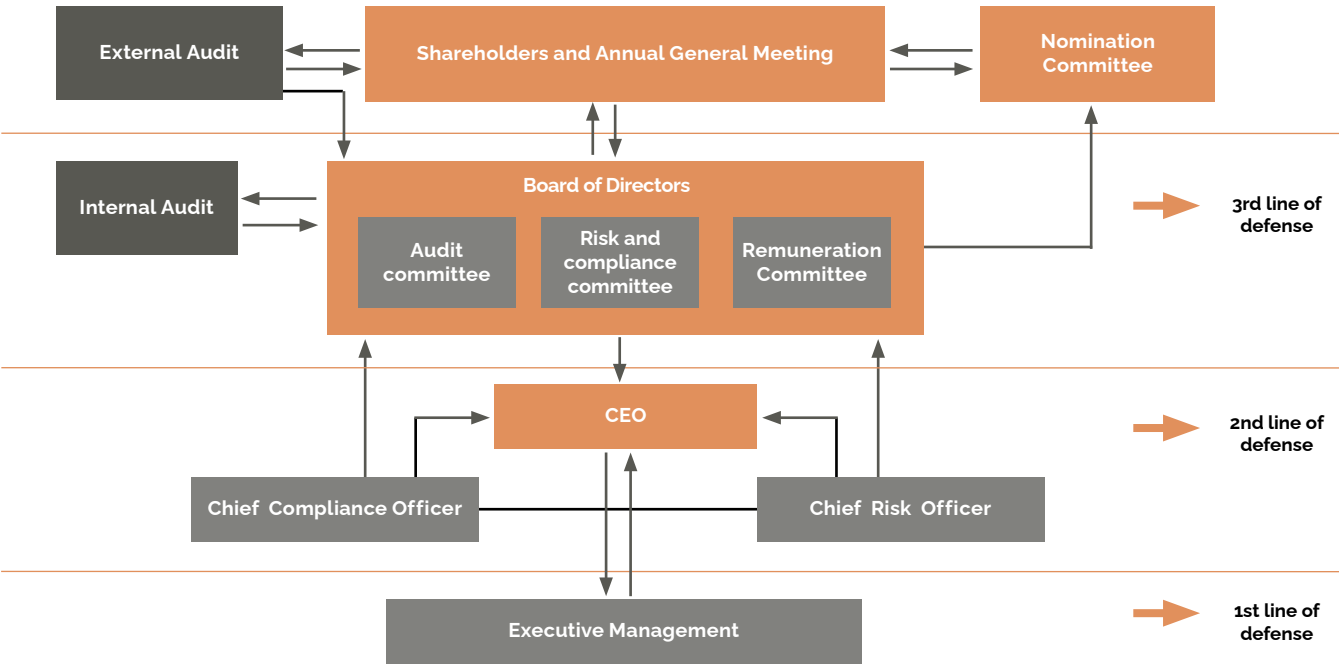 External Audit
Shareholders and Annual General Meeting
Nomination
Committee
Internal Audit
Board of Directors
Audit
committee
Risk and
compliance
committee
Remuneration
Committee
3rd line of
defense
CEO
2nd line of
defense
Chief Compliance Officer
Chief Risk Officer
Executive Management
1st line of
defense